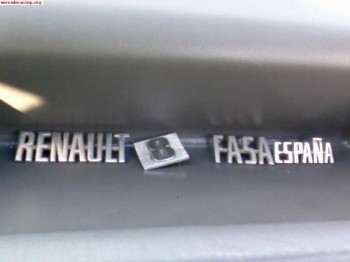 mercadoracing.org
RENAULT 8 FASA ESPAÑA